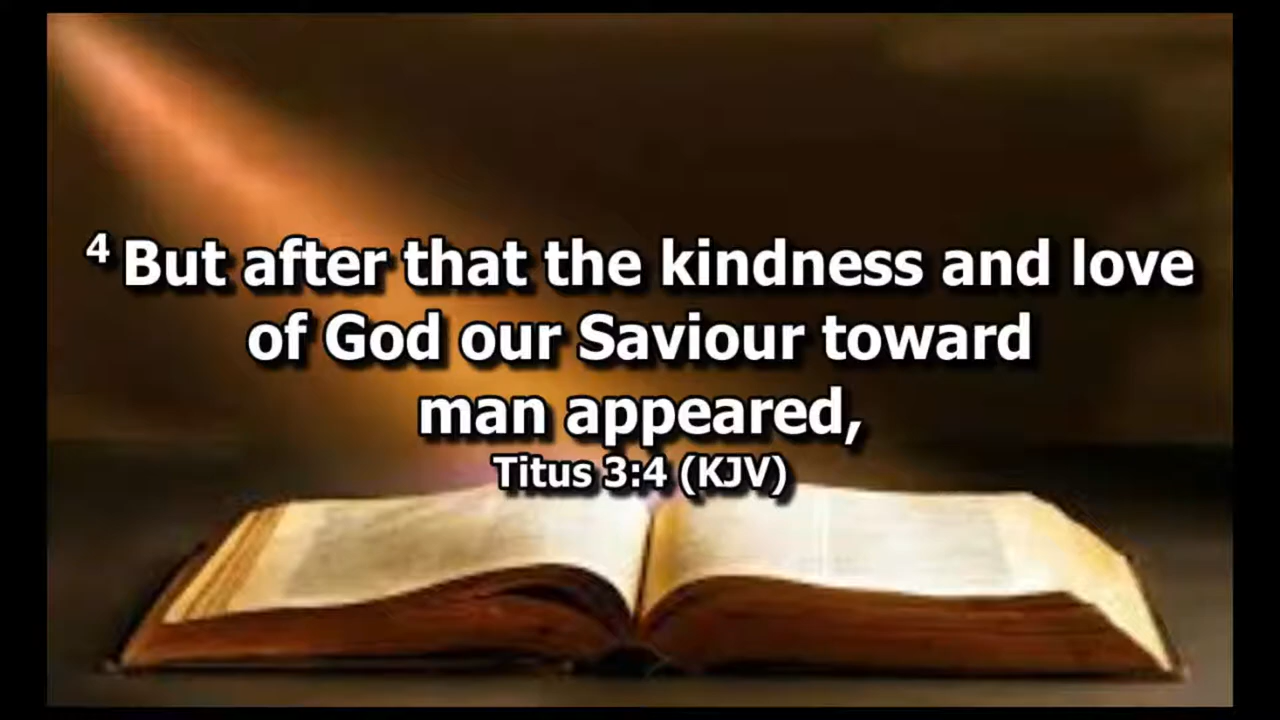 4 But after that the kindness and love
of God our Saviour toward
man appeared,
Titus 3:4 (KJV)